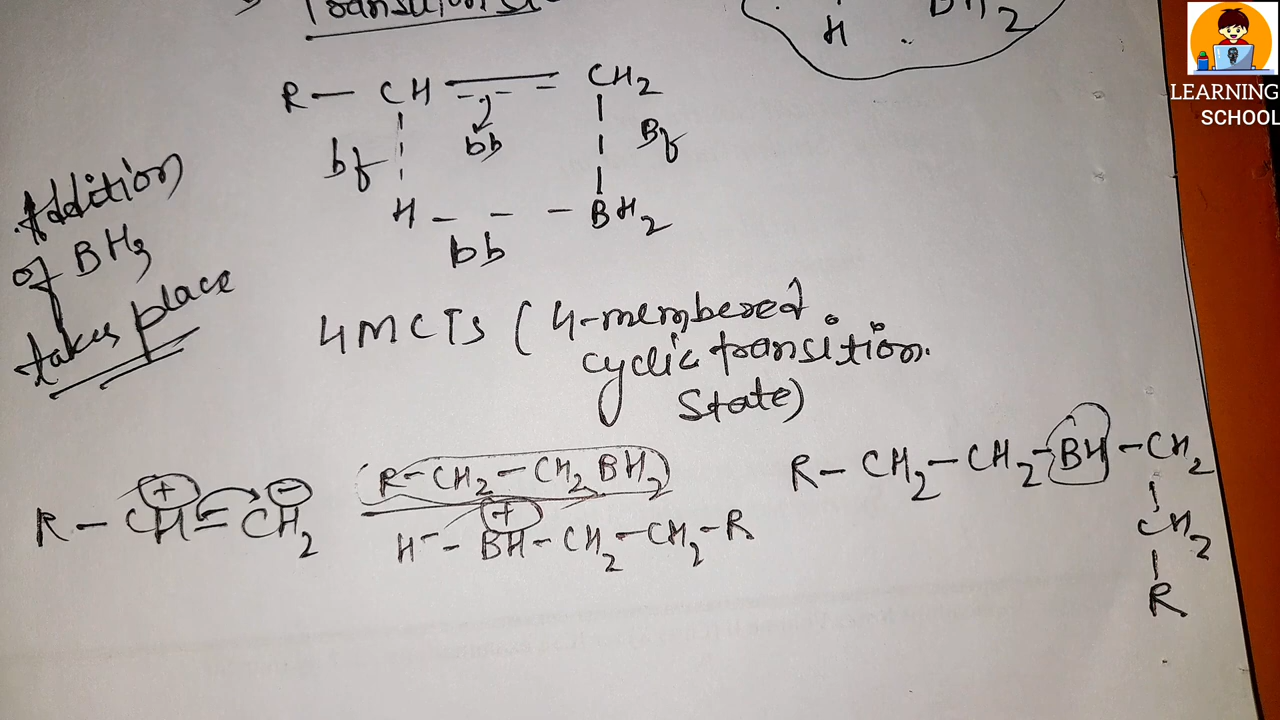 H BH2
LEARNING
SCHOOL
R — CH == CH2
bf bb Bf
H - - - BH2
bb
Addition
of BH3
takes place
4MCTS ( 4-membered
cyclic transition
State)
R - CH = CH2
+ -
R-CH2-CH2BH2
+
H - BH-CH2-CH2-R
R - CH2-CH2-BH-CH2
CH2
R